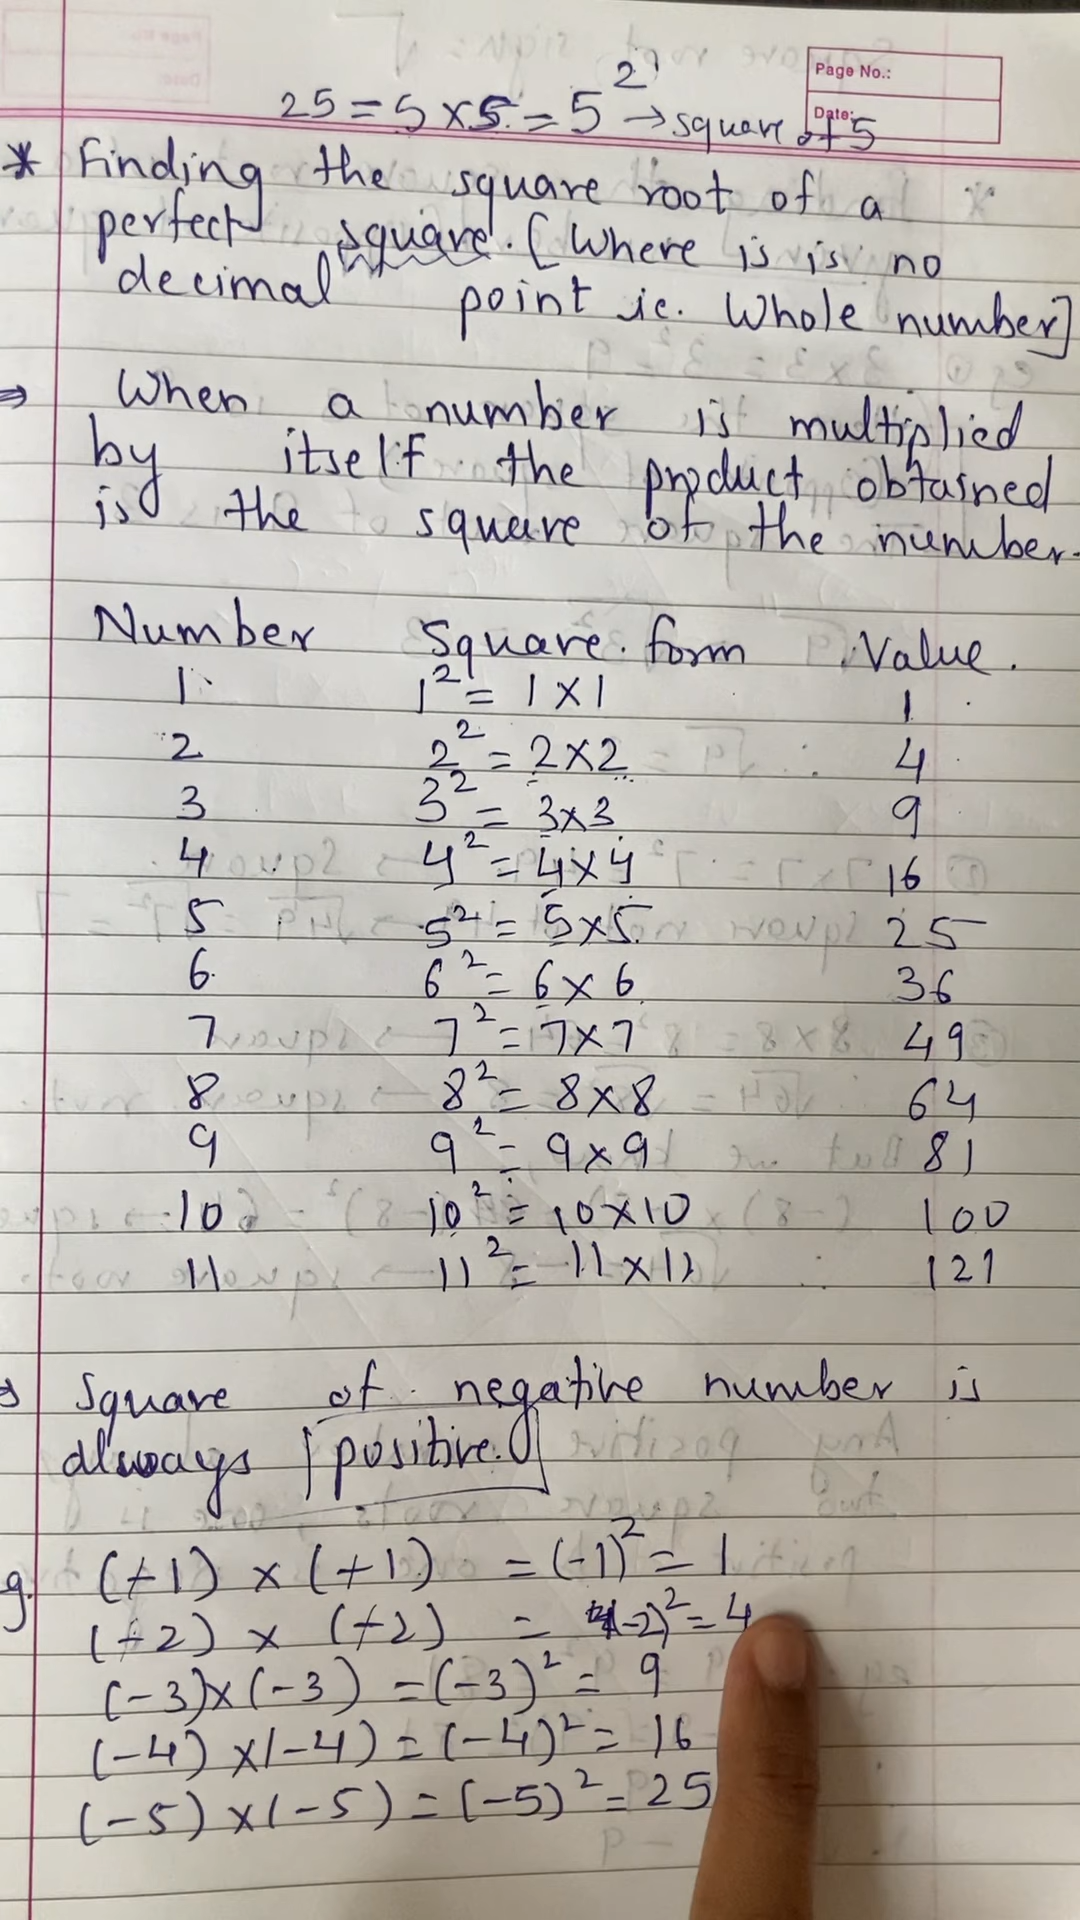 Page No.:
Date:
25 = 5 × 5 = 5² → square of 5
* Finding the square root of a
perfect square. [Where is is no
decimal point ie. Whole number]
⇒ When a number is multiplied
by itself the product obtained
is the square of the number.
Number Square form Value.
1 1² = 1 × 1 1
2 2² = 2 × 2 4
3 3² = 3 × 3 9
4 4² = 4 × 4 16
5 5² = 5 × 5 25
6 6² = 6 × 6 36
7 7² = 7 × 7 49
8 8² = 8 × 8 64
9 9² = 9 × 9 81
10 10² = 10 × 10 100
11 11² = 11 × 11 121
Square of negative number is
always positive.
g. (+1) × (+1) = (-1)² = 1
(+2) × (+2) = (-2)² = 4
(-3) × (-3) = (-3)² = 9
(-4) × (-4) = (-4)² = 16
(-5) × (-5) = (-5)² = 25